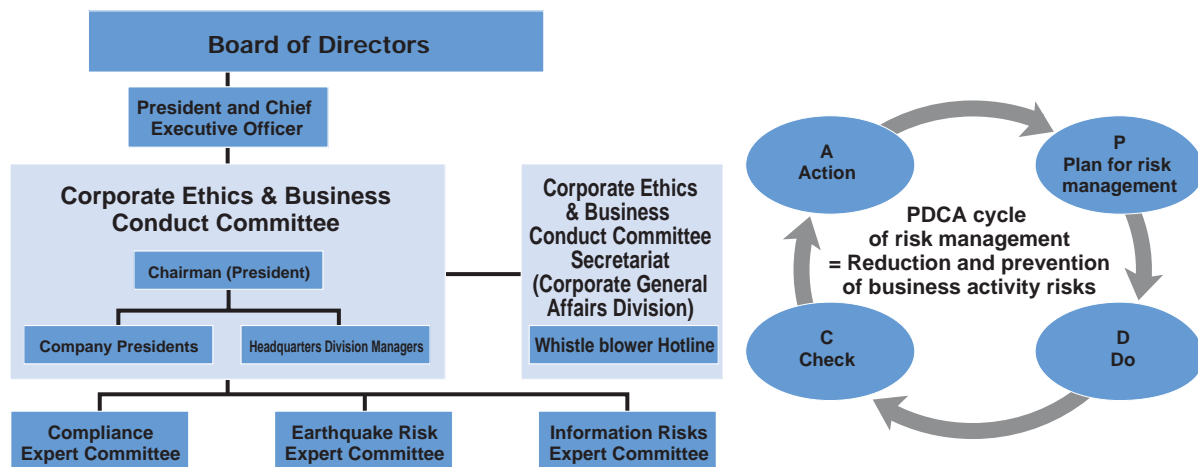 Board of Directors
President and Chief
Executive Officer
Corporate Ethics & Business
Conduct Committee
Chairman (President)
Company Presidents
Headquarters Division Managers
Corporate Ethics
& Business
Conduct Committee
Secretariat
(Corporate General
Affairs Division)
Whistle blower Hotline
Compliance
Expert Committee
Earthquake Risk
Expert Committee
Information Risks
Expert Committee
A
Action
P
Plan for risk
management
PDCA cycle
of risk management
= Reduction and prevention
of business activity risks
C
Check
D
Do